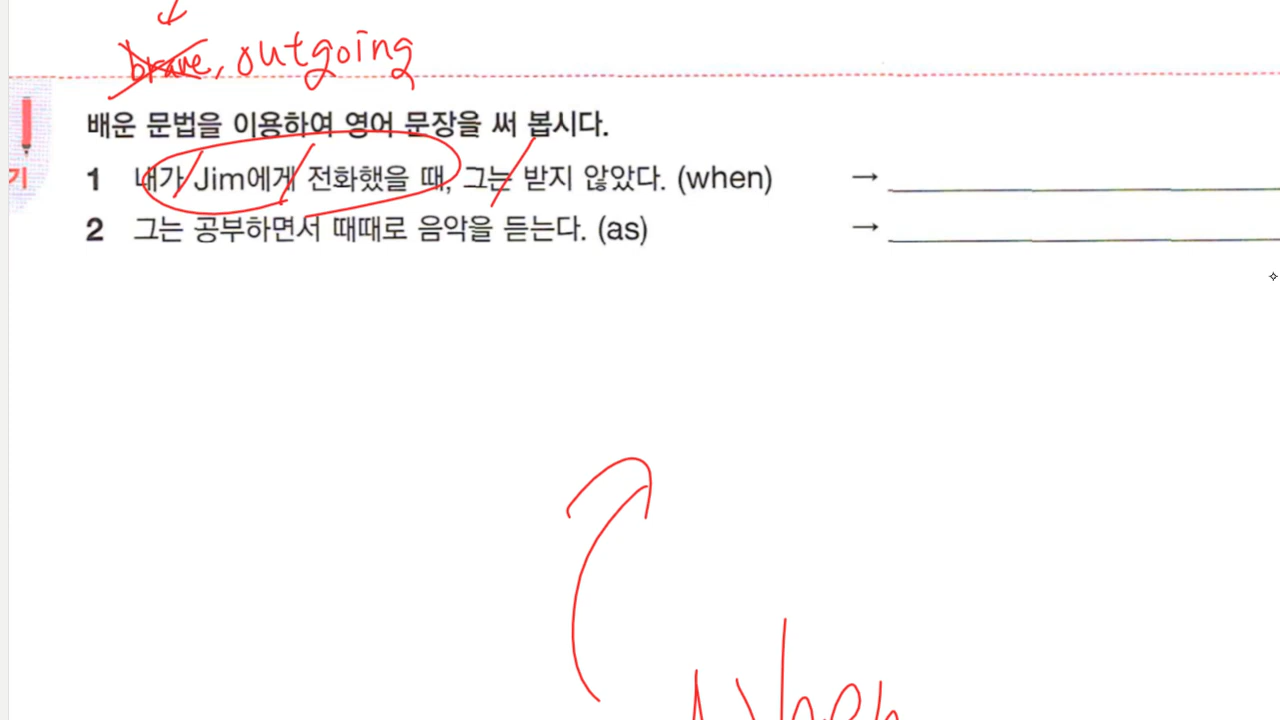 brave, outgoing
배운 문법을 이용하여 영어 문장을 써 봅시다.
기
1 내가 Jim에게 전화했을 때, 그는 받지 않았다. (when) →
2 그는 공부하면서 때때로 음악을 듣는다. (as) →
When